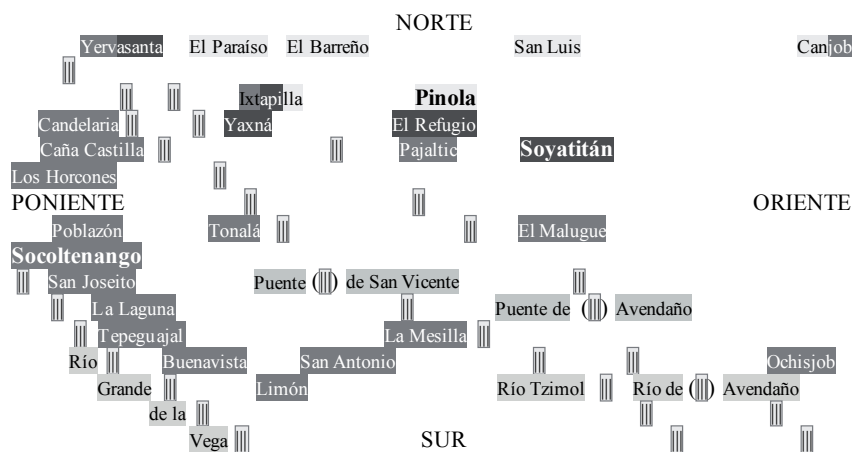 NORTE
Yervasanta El Paraíso El Barreño San Luis Canjob
Ixtapilla Pinola
Candelaria Yaxná El Refugio
Caña Castilla Pajaltic Soyatitán
Los Horcones
PONIENTE ORIENTE
Poblazón Tonalá El Malugue
Socoltenango
San Joseito Puente ( ) de San Vicente
La Laguna Puente de ( ) Avendaño
Tepeguajal La Mesilla
Río Buenavista San Antonio Ochisjob
Grande Limón Río Tzimol Río de ( ) Avendaño
de la
Vega SUR